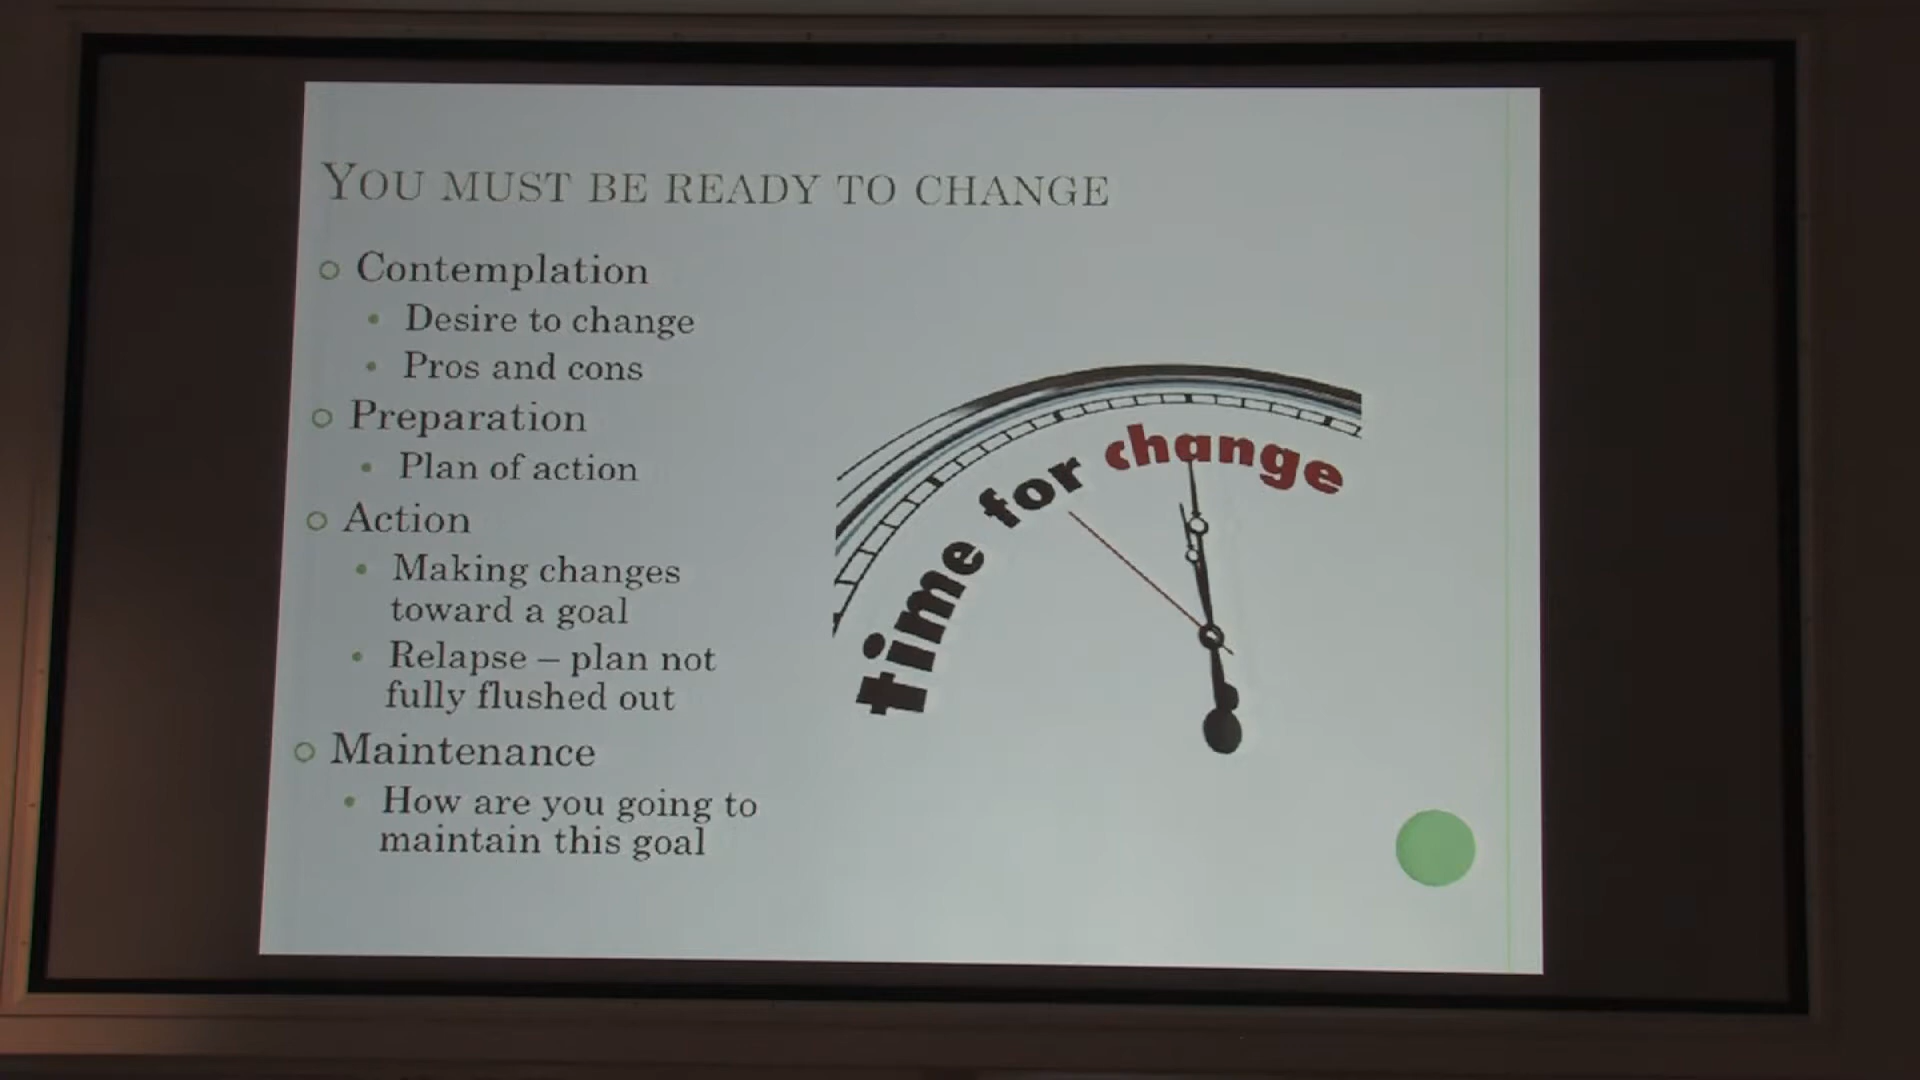 YOU MUST BE READY TO CHANGE
Contemplation
Desire to change
Pros and cons
Preparation
Plan of action
Action
Making changes
toward a goal
Relapse – plan not
fully flushed out
Maintenance
How are you going to
maintain this goal
time for change